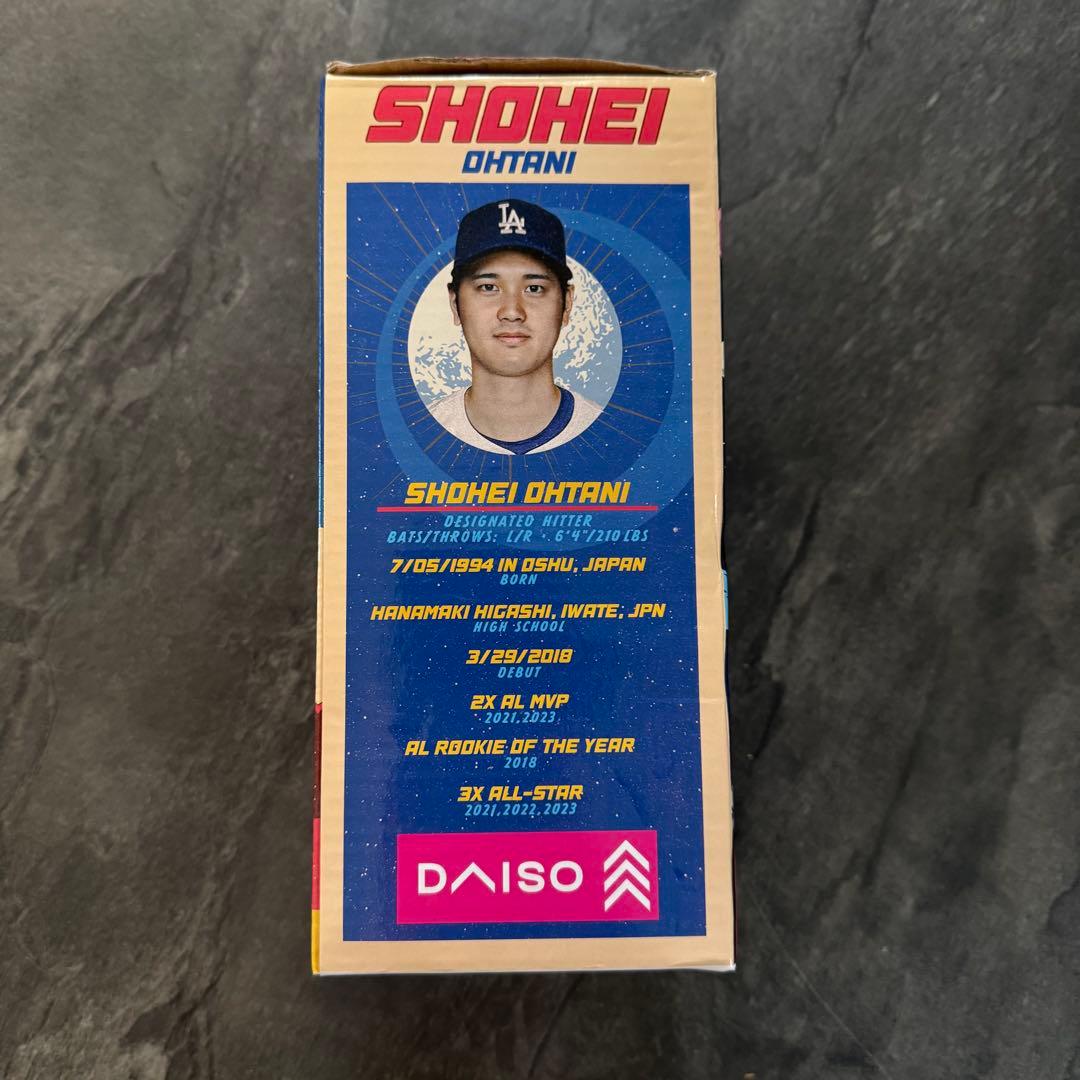 SHOHEI
OHTANI
LA
SHOHEI OHTANI
DESIGNATED HITTER
BATS/THROWS: L/R • 6'4"/210 LBS
7/05/1994 IN OSHU, JAPAN
BORN
HANAMAKI HIGASHI, IWATE, JPN
HIGH SCHOOL
3/29/2018
DEBUT
2X AL MVP
2021,2023
AL ROOKIE OF THE YEAR
2018
3X ALL-STAR
2021,2022,2023
DAISO